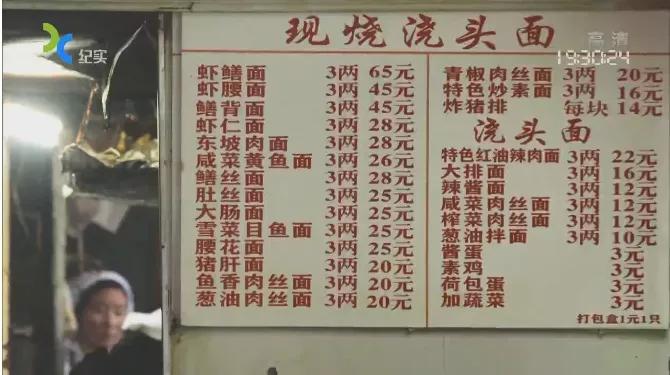 纪实
高清
19:30:24
现烧浇头面
虾鳝面 3两 65元
虾腰面 3两 45元
鳝背面 3两 45元
虾仁面 3两 28元
东坡肉面 3两 28元
咸菜黄鱼面 3两 26元
鳝丝面 3两 28元
肚丝面 3两 25元
大肠面 3两 25元
雪菜目鱼面 3两 25元
腰花面 3两 25元
猪肝面 3两 20元
鱼香肉丝面 3两 20元
葱油肉丝面 3两 20元
青椒肉丝面 3两 20元
特色炒素面 3两 16元
炸猪排 每块 14元
浇头面
特色红油辣肉面 3两 22元
大排面 3两 16元
辣酱面 3两 12元
咸菜肉丝面 3两 12元
榨菜肉丝面 3两 12元
葱油拌面 3两 10元
酱蛋 3元
素鸡 3元
荷包蛋 3元
加蔬菜 3元
打包盒1元1只